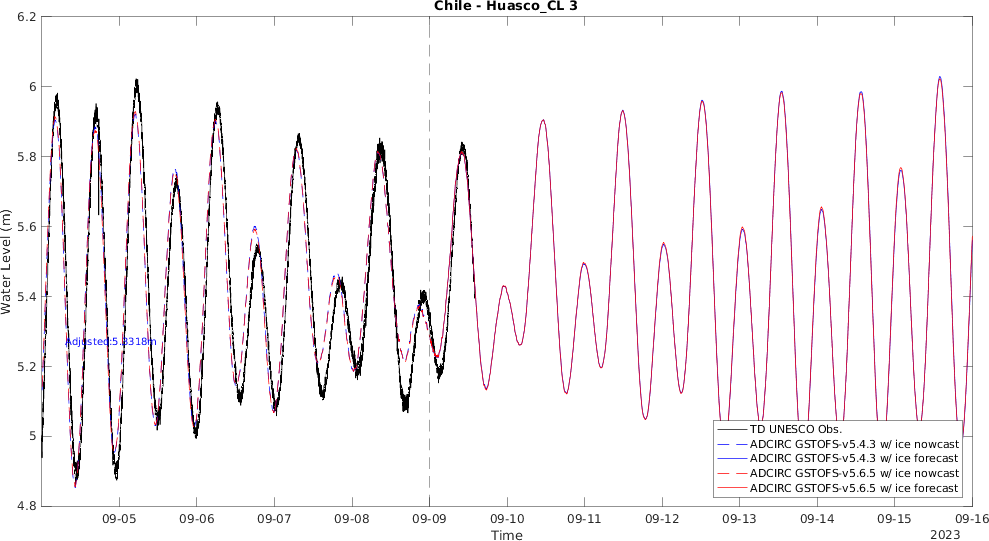 Chile - Huasco_CL 3
Water Level (m)
6.2
6
5.8
5.6
5.4
5.2
5
4.8
Adjusted:5.3318m
TD UNESCO Obs.
ADCIRC GSTOFS-v5.4.3 w/ ice nowcast
ADCIRC GSTOFS-v5.4.3 w/ ice forecast
ADCIRC GSTOFS-v5.6.5 w/ ice nowcast
ADCIRC GSTOFS-v5.6.5 w/ ice forecast
09-05 09-06 09-07 09-08 09-09 09-10 09-11 09-12 09-13 09-14 09-15 09-16
Time
2023